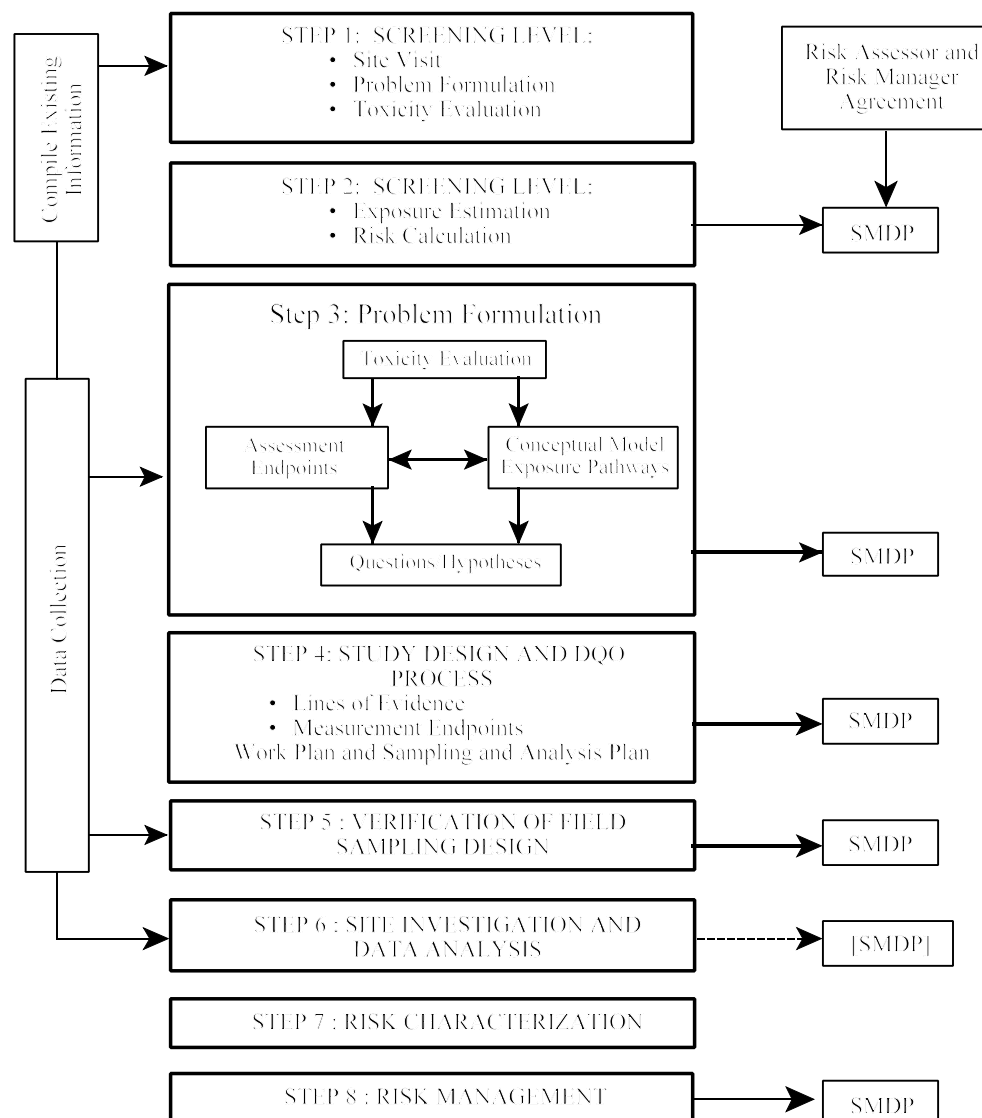 Compile Existing
Information
STEP 1: SCREENING LEVEL:
• Site Visit
• Problem Formulation
• Toxicity Evaluation
Risk Assessor and
Risk Manager
Agreement
STEP 2: SCREENING LEVEL:
• Exposure Estimation
• Risk Calculation
SMDP
Data Collection
Step 3: Problem Formulation
Toxicity Evaluation
Assessment
Endpoints
Conceptual Model
Exposure Pathways
Questions Hypotheses
SMDP
STEP 4: STUDY DESIGN AND DQO
PROCESS
• Lines of Evidence
• Measurement Endpoints
Work Plan and Sampling and Analysis Plan
SMDP
STEP 5 : VERIFICATION OF FIELD
SAMPLING DESIGN
SMDP
STEP 6 : SITE INVESTIGATION AND
DATA ANALYSIS
[SMDP]
STEP 7 : RISK CHARACTERIZATION
STEP 8 : RISK MANAGEMENT
SMDP